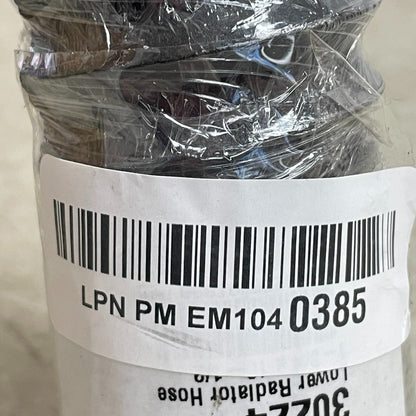 LPN PM EM104 0385
Lower Radiator Hose